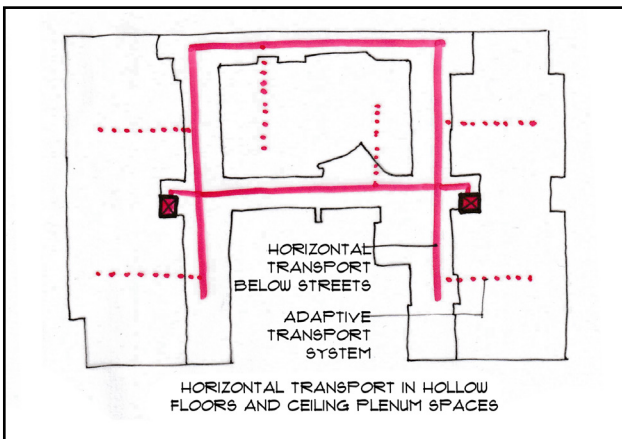 HORIZONTAL
TRANSPORT
BELOW STREETS
ADAPTIVE
TRANSPORT
SYSTEM
HORIZONTAL TRANSPORT IN HOLLOW
FLOORS AND CEILING PLENUM SPACES